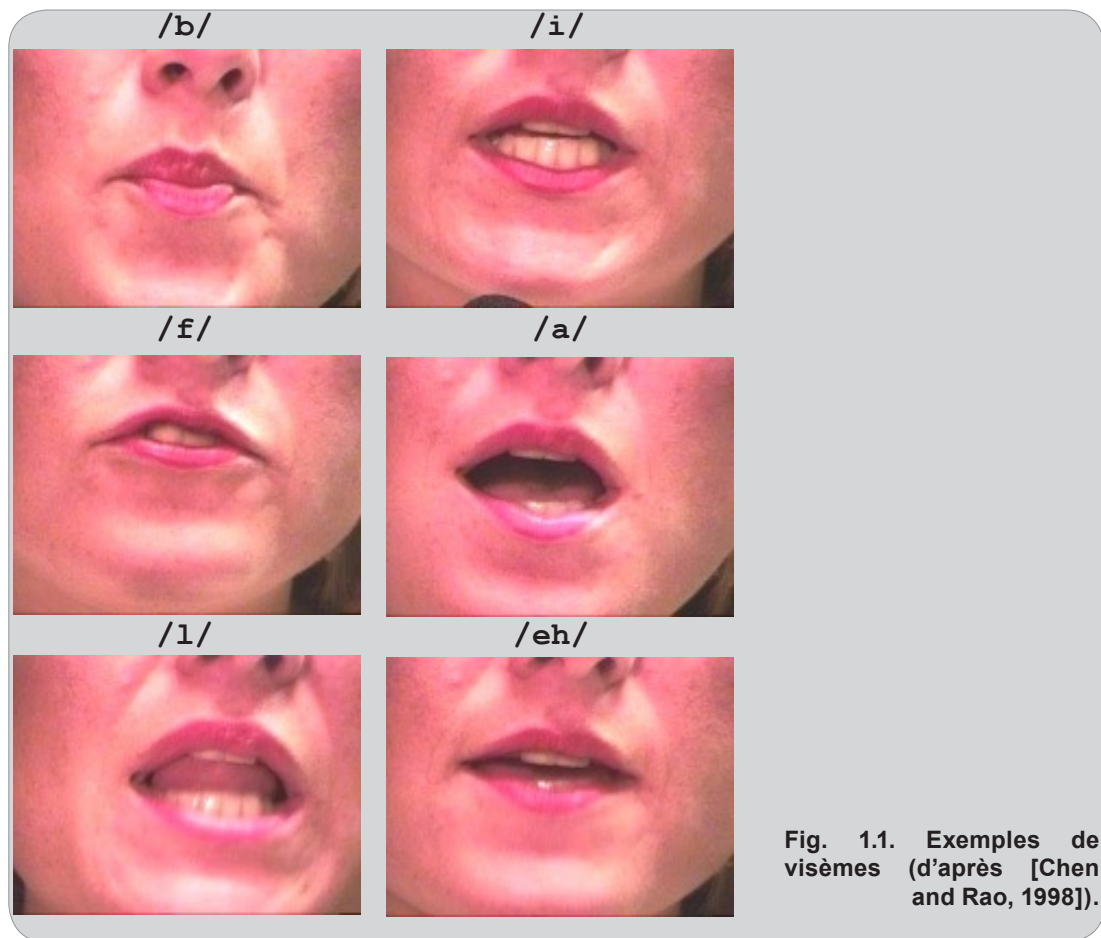 /b/ /i/
/f/ /a/
/l/ /eh/
Fig. 1.1. Exemples de
visèmes (d'après [Chen
and Rao, 1998]).